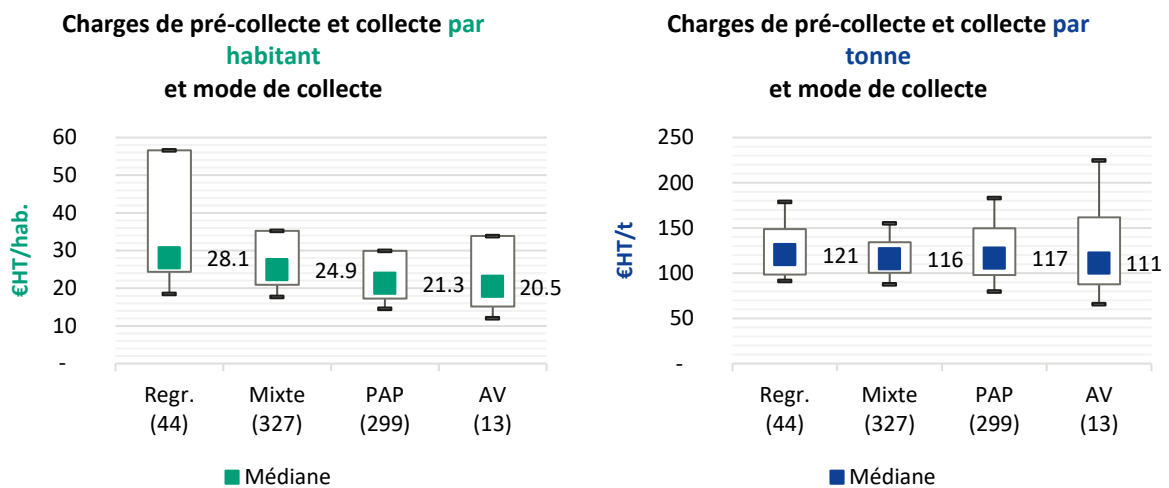 Charges de pré-collecte et collecte par
habitant
et mode de collecte
60
50
40
30
20
10
-
€HT/hab.
28.1
24.9
21.3
20.5
Regr.
(44)
Mixte
(327)
PAP
(299)
AV
(13)
Médiane
Charges de pré-collecte et collecte par
tonne
et mode de collecte
250
200
150
100
50
-
€HT/t
121
116
117
111
Regr.
(44)
Mixte
(327)
PAP
(299)
AV
(13)
Médiane